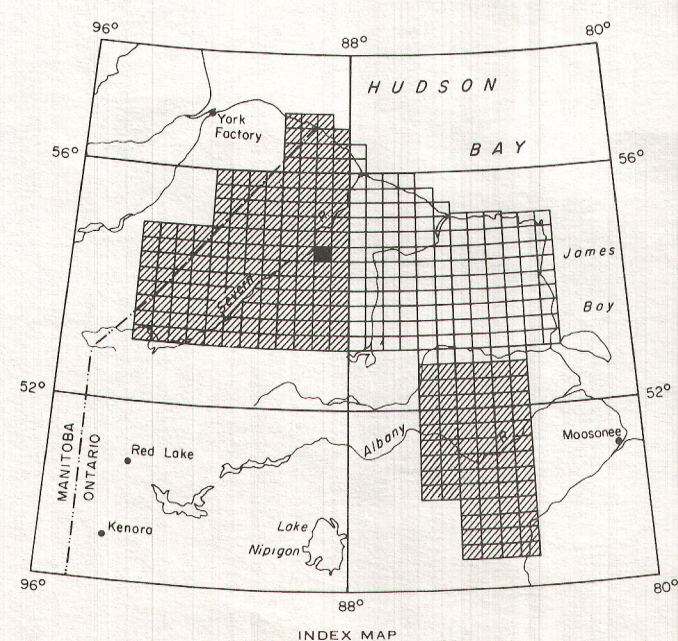 96°
88°
80°
HUDSON
BAY
York
Factory
56°
56°
James
Bay
Severn
R.
52°
52°
Albany
R.
Moosonee
MANITOBA
ONTARIO
Red Lake
Kenora
Lake
Nipigon
96°
88°
80°
INDEX MAP